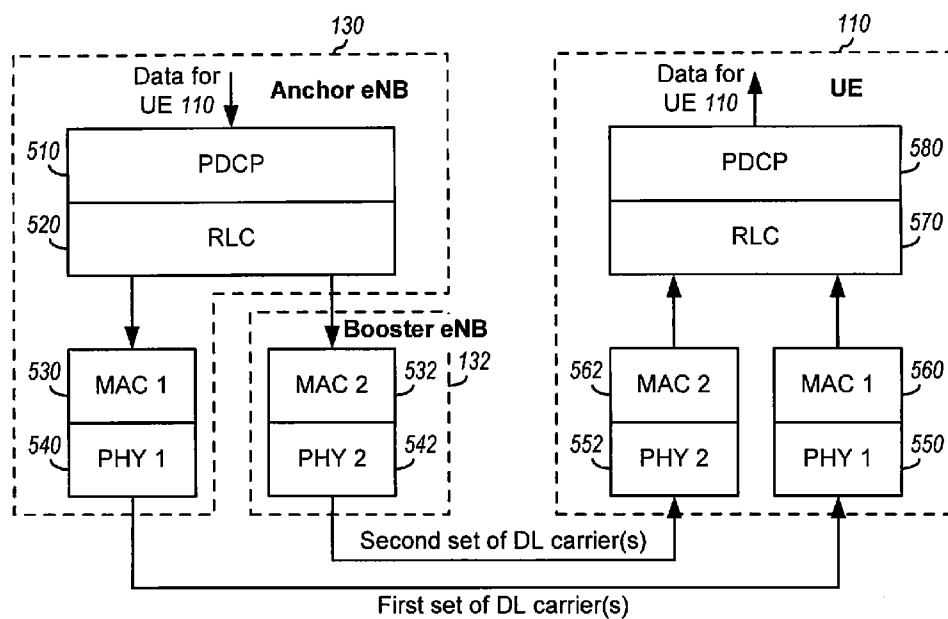 130
110
Data for
UE 110
Anchor eNB
Data for
UE 110
UE
510
PDCP
PDCP
580
520
RLC
RLC
570
Booster eNB
530
MAC 1
MAC 2
532
132
562
MAC 2
MAC 1
560
540
PHY 1
PHY 2
542
552
PHY 2
PHY 1
550
Second set of DL carrier(s)
First set of DL carrier(s)